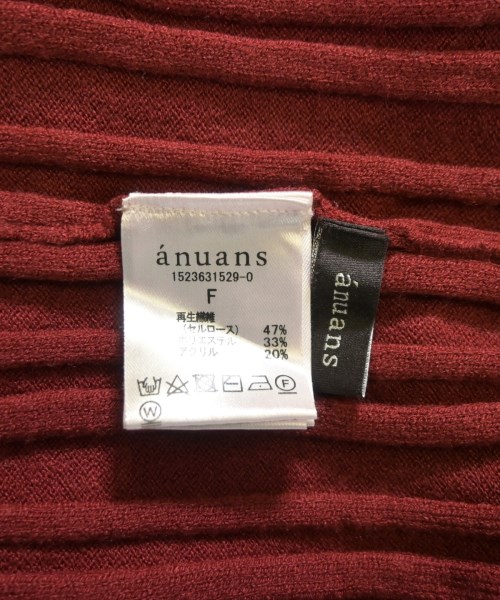 ánuans
1523631529-0
F
再生繊維
(セルロース) 47%
ポリエステル 33%
アクリル 20%
F
W
ánuans